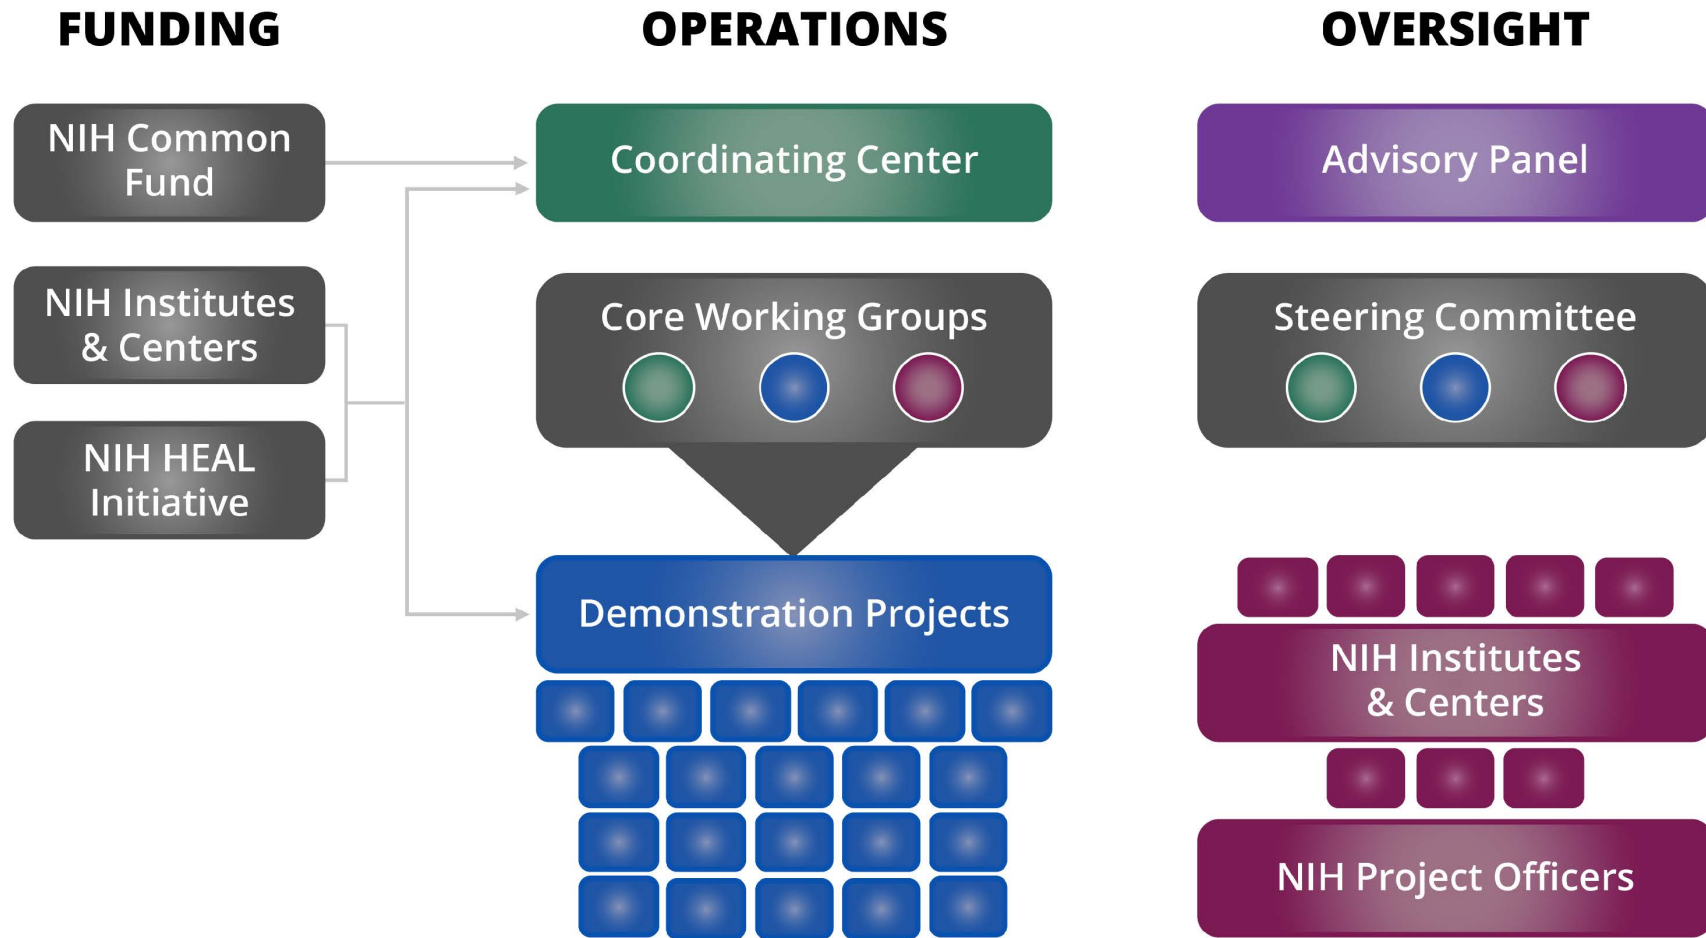 FUNDING
NIH Common
Fund
NIH Institutes
& Centers
NIH HEAL
Initiative
OPERATIONS
Coordinating Center
Core Working Groups
Demonstration Projects
OVERSIGHT
Advisory Panel
Steering Committee
NIH Institutes
& Centers
NIH Project Officers